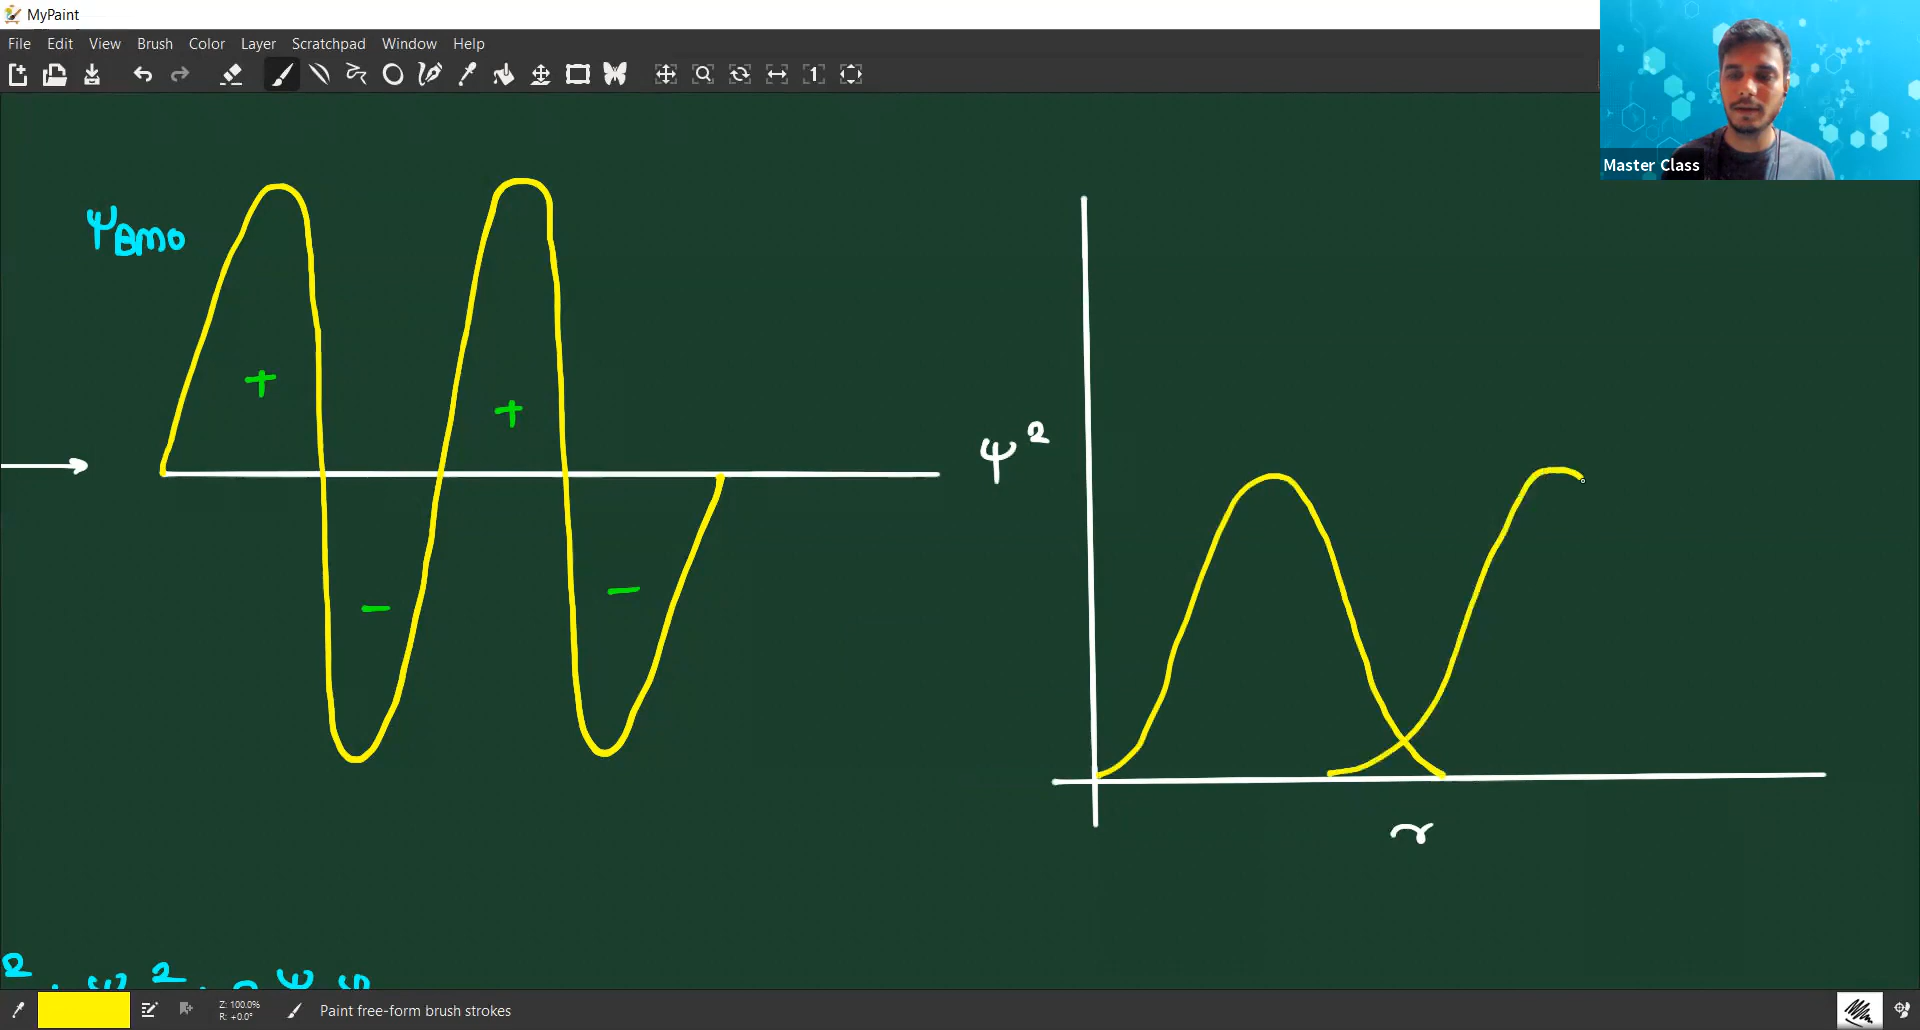 MyPaint
File Edit View Brush Color Layer Scratchpad Window Help
1
Master Class
ΨBMO
+
+
-
-
Ψ²
r
Z: 100.0%
R: +0.0°
Paint free-form brush strokes